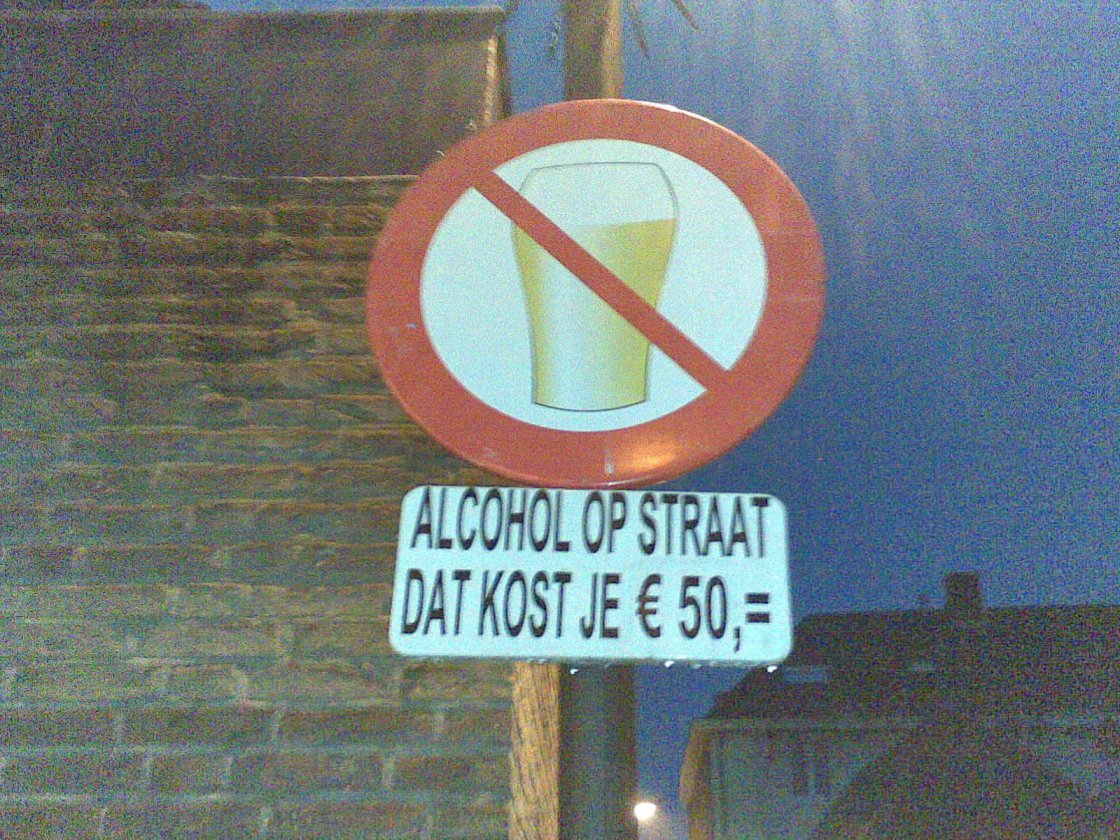 ALCOHOL OP STRAAT
DAT KOST JE € 50,=